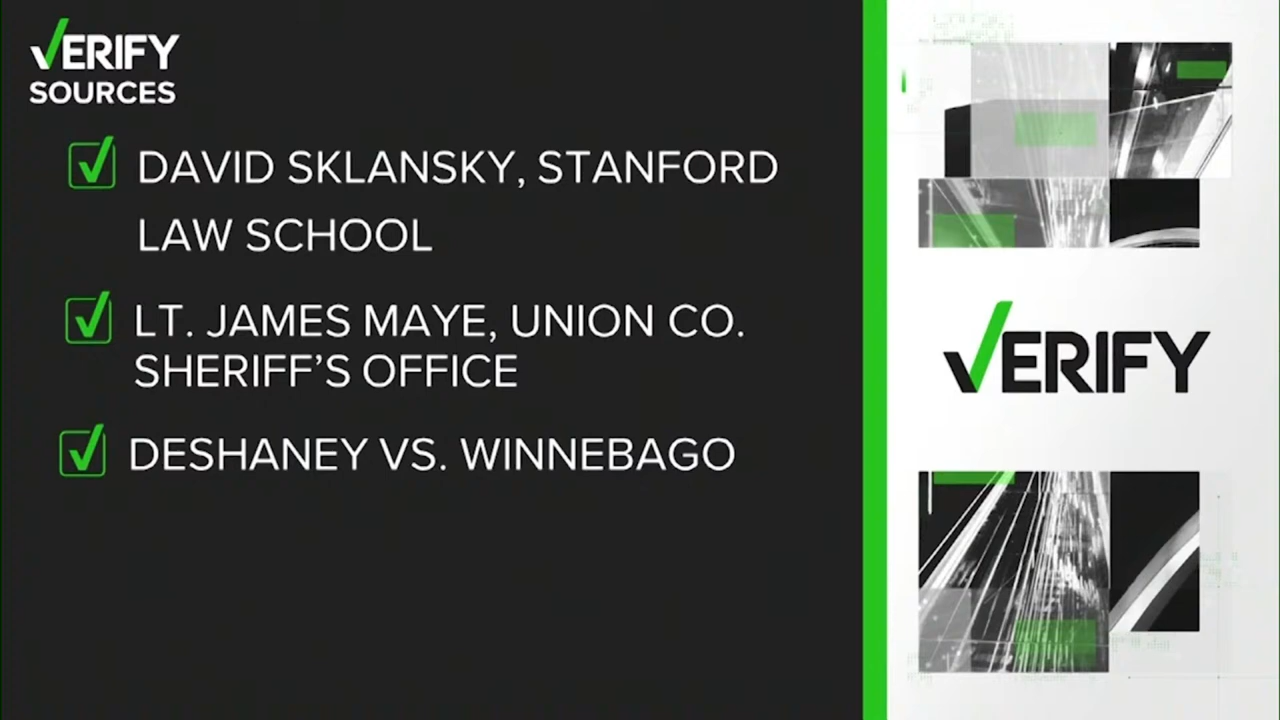 VERIFY
SOURCES
DAVID SKLANSKY, STANFORD
LAW SCHOOL
LT. JAMES MAYE, UNION CO.
SHERIFF’S OFFICE
DESHANEY VS. WINNEBAGO
VERIFY